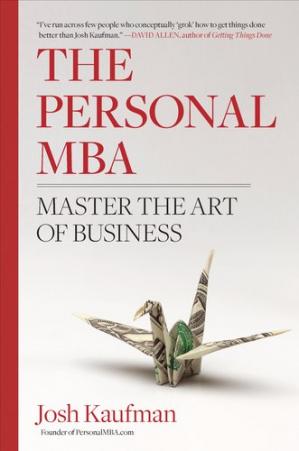 “I’ve run across few people who conceptually ‘grok’ how to get things done
better than Josh Kaufman.” —DAVID ALLEN, author of Getting Things Done
THE
PERSONAL
MBA
MASTER THE ART
OF BUSINESS
Josh Kaufman
Founder of PersonalMBA.com